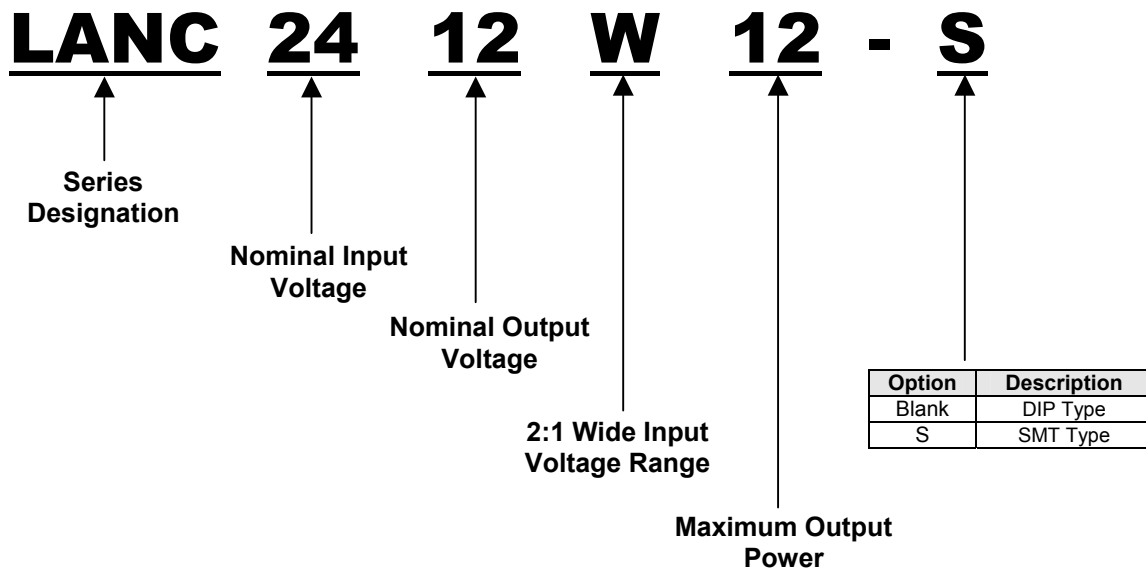 LANC 24 12 W 12 - S
Series
Designation
Nominal Input
Voltage
Nominal Output
Voltage
2:1 Wide Input
Voltage Range
Maximum Output
Power
Option Description
Blank DIP Type
S SMT Type